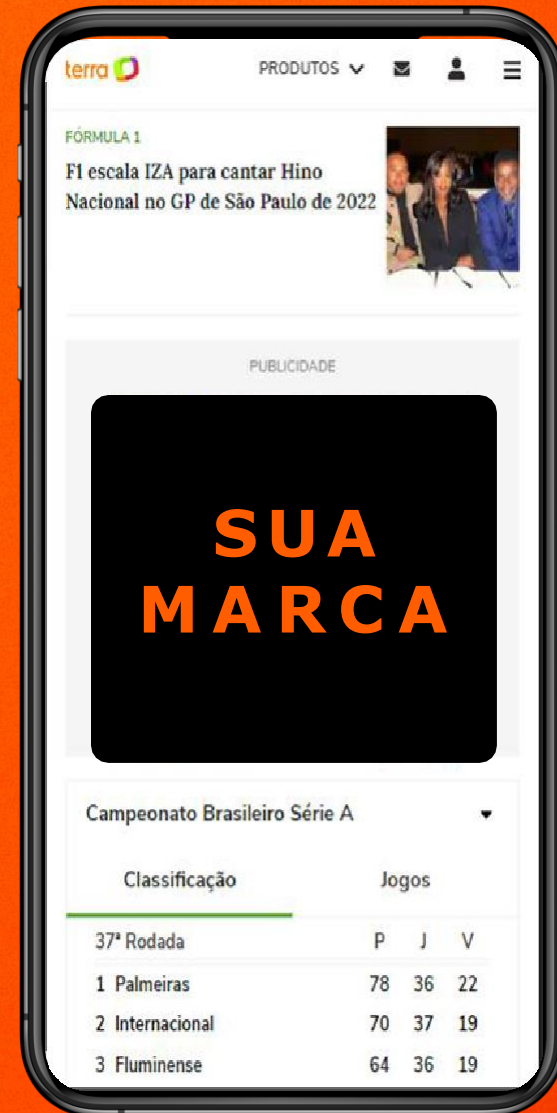 terra
PRODUTOS
FÓRMULA 1
F1 escala IZA para cantar Hino
Nacional no GP de São Paulo de 2022
PUBLICIDADE
SUA
MARCA
Campeonato Brasileiro Série A
Classificação Jogos
37ª Rodada P J V
1 Palmeiras 78 36 22
2 Internacional 70 37 19
3 Fluminense 64 36 19